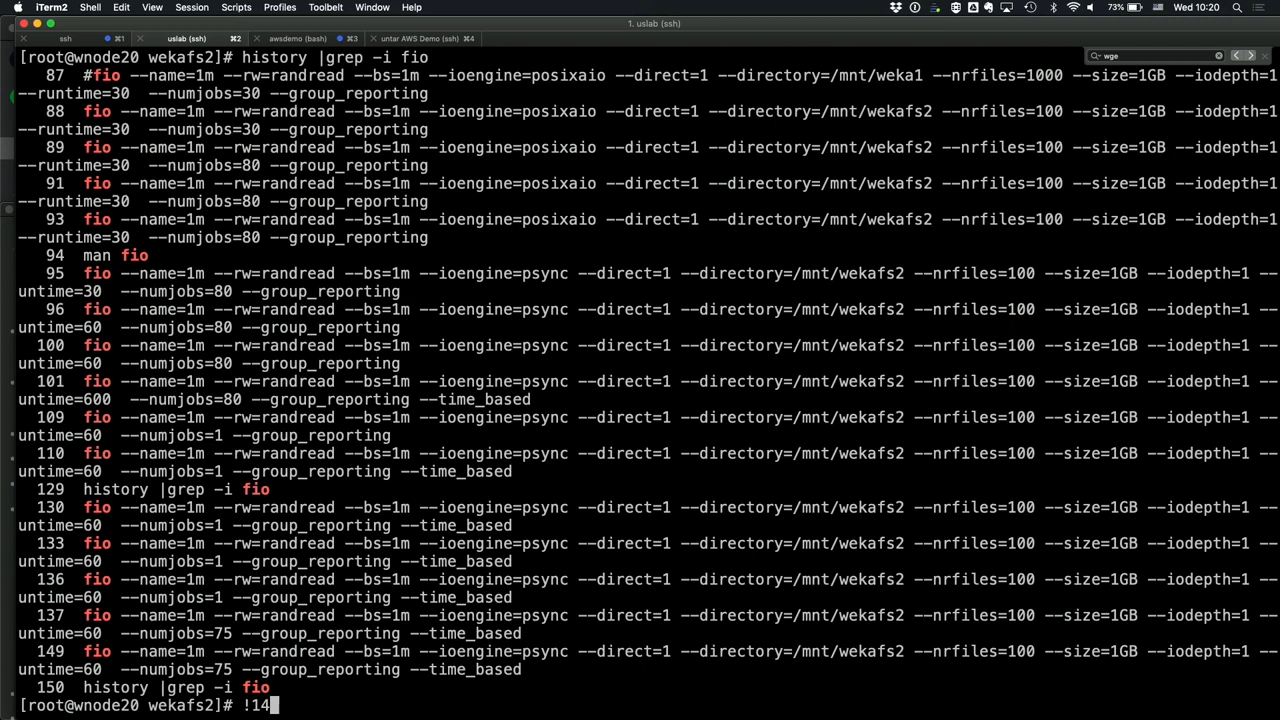 iTerm2 Shell Edit View Session Scripts Profiles Toolbelt Window Help 73% Wed 10:20
1. uslab (ssh)
ssh ⌘1 uslab (ssh) ⌘2 awsdemo (bash) ⌘3 untar AWS Demo (ssh) ⌘4
wge
[root@wnode20 wekafs2]# history |grep -i fio
87 #fio --name=1m --rw=randread --bs=1m --ioengine=posixaio --direct=1 --directory=/mnt/weka1 --nrfiles=1000 --size=1GB --iodepth=1
--runtime=30 --numjobs=30 --group_reporting
88 fio --name=1m --rw=randread --bs=1m --ioengine=posixaio --direct=1 --directory=/mnt/wekafs2 --nrfiles=100 --size=1GB --iodepth=1
--runtime=30 --numjobs=30 --group_reporting
89 fio --name=1m --rw=randread --bs=1m --ioengine=posixaio --direct=1 --directory=/mnt/wekafs2 --nrfiles=100 --size=1GB --iodepth=1
--runtime=30 --numjobs=80 --group_reporting
91 fio --name=1m --rw=randread --bs=1m --ioengine=posixaio --direct=1 --directory=/mnt/wekafs2 --nrfiles=100 --size=1GB --iodepth=1
--runtime=30 --numjobs=80 --group_reporting
93 fio --name=1m --rw=randread --bs=1m --ioengine=posixaio --direct=1 --directory=/mnt/wekafs2 --nrfiles=100 --size=1GB --iodepth=1
--runtime=30 --numjobs=80 --group_reporting
94 man fio
95 fio --name=1m --rw=randread --bs=1m --ioengine=psync --direct=1 --directory=/mnt/wekafs2 --nrfiles=100 --size=1GB --iodepth=1 --
untime=30 --numjobs=80 --group_reporting
96 fio --name=1m --rw=randread --bs=1m --ioengine=psync --direct=1 --directory=/mnt/wekafs2 --nrfiles=100 --size=1GB --iodepth=1 --
untime=60 --numjobs=80 --group_reporting
100 fio --name=1m --rw=randread --bs=1m --ioengine=psync --direct=1 --directory=/mnt/wekafs2 --nrfiles=100 --size=1GB --iodepth=1 --
untime=60 --numjobs=80 --group_reporting
101 fio --name=1m --rw=randread --bs=1m --ioengine=psync --direct=1 --directory=/mnt/wekafs2 --nrfiles=100 --size=1GB --iodepth=1 --
untime=600 --numjobs=80 --group_reporting --time_based
109 fio --name=1m --rw=randread --bs=1m --ioengine=psync --direct=1 --directory=/mnt/wekafs2 --nrfiles=100 --size=1GB --iodepth=1 --
untime=60 --numjobs=1 --group_reporting
110 fio --name=1m --rw=randread --bs=1m --ioengine=psync --direct=1 --directory=/mnt/wekafs2 --nrfiles=100 --size=1GB --iodepth=1 --
untime=60 --numjobs=1 --group_reporting --time_based
129 history |grep -i fio
130 fio --name=1m --rw=randread --bs=1m --ioengine=psync --direct=1 --directory=/mnt/wekafs2 --nrfiles=100 --size=1GB --iodepth=1 --
untime=60 --numjobs=1 --group_reporting --time_based
133 fio --name=1m --rw=randread --bs=1m --ioengine=psync --direct=1 --directory=/mnt/wekafs2 --nrfiles=100 --size=1GB --iodepth=1 --
untime=60 --numjobs=1 --group_reporting --time_based
136 fio --name=1m --rw=randread --bs=1m --ioengine=psync --direct=1 --directory=/mnt/wekafs2 --nrfiles=100 --size=1GB --iodepth=1 --
untime=60 --numjobs=1 --group_reporting --time_based
137 fio --name=1m --rw=randread --bs=1m --ioengine=psync --direct=1 --directory=/mnt/wekafs2 --nrfiles=100 --size=1GB --iodepth=1 --
untime=60 --numjobs=75 --group_reporting --time_based
149 fio --name=1m --rw=randread --bs=1m --ioengine=psync --direct=1 --directory=/mnt/wekafs2 --nrfiles=100 --size=1GB --iodepth=1 --
untime=60 --numjobs=75 --group_reporting --time_based
150 history |grep -i fio
[root@wnode20 wekafs2]# !14